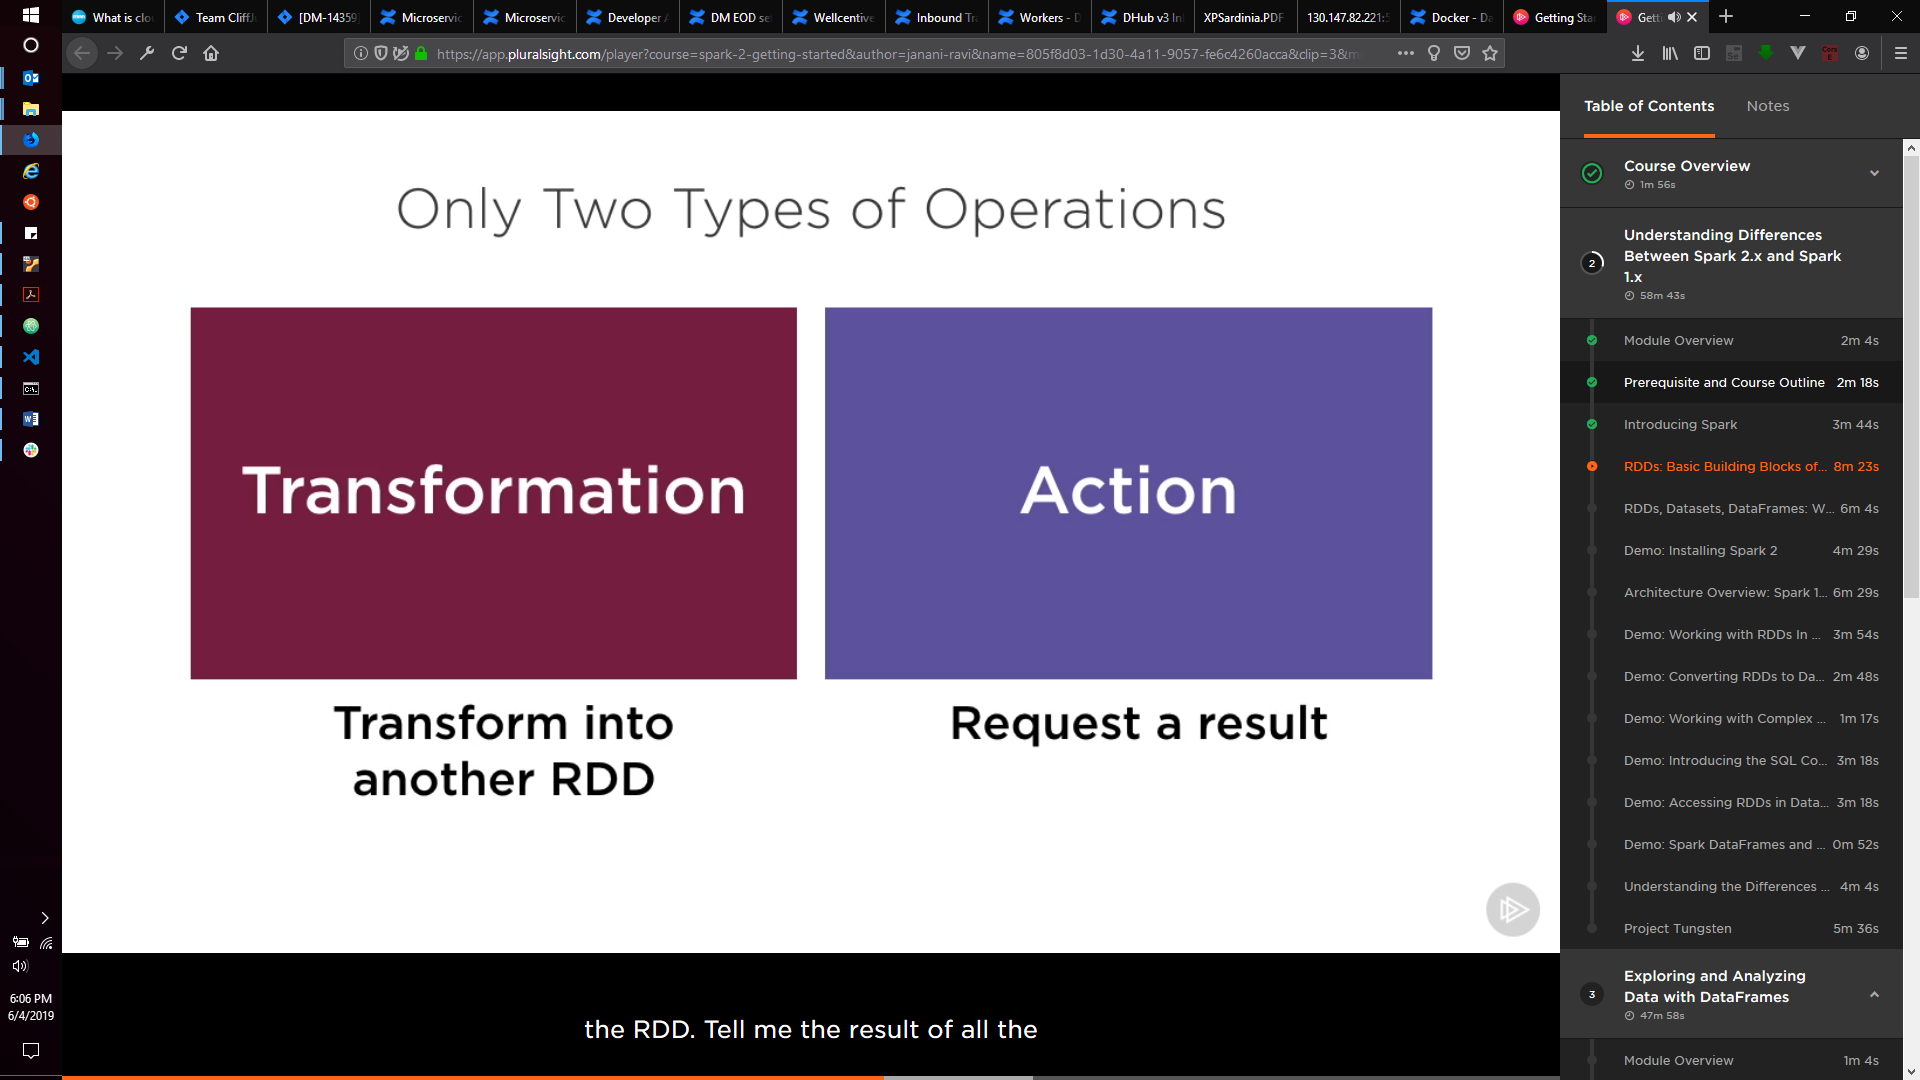 What is clo
Team CliffJ
[DM-14359]
Microservic
Microservic
Developer A
DM EOD se
Wellcentive
Inbound Tr
Workers - D
DHub v3 In
XPSardinia.PDF
130.147.82.221:5
Docker - Da
Getting Sta
Getti
https://app.pluralsight.com/player?course=spark-2-getting-started&author=janani-ravi&name=805f8d03-1d30-4a11-9057-fe6c4260acca&clip=3&m
Only Two Types of Operations
Transformation
Action
Transform into
another RDD
Request a result
the RDD. Tell me the result of all the
Table of Contents
Notes
Course Overview
1m 56s
2
Understanding Differences
Between Spark 2.x and Spark
1.x
58m 43s
Module Overview 2m 4s
Prerequisite and Course Outline 2m 18s
Introducing Spark 3m 44s
RDDs: Basic Building Blocks of... 8m 23s
RDDs, Datasets, DataFrames: W... 6m 4s
Demo: Installing Spark 2 4m 29s
Architecture Overview: Spark 1... 6m 29s
Demo: Working with RDDs In ... 3m 54s
Demo: Converting RDDs to Da... 2m 48s
Demo: Working with Complex ... 1m 17s
Demo: Introducing the SQL Co... 3m 18s
Demo: Accessing RDDs in Data... 3m 18s
Demo: Spark DataFrames and ... 0m 52s
Understanding the Differences ... 4m 4s
Project Tungsten 5m 36s
3
Exploring and Analyzing
Data with DataFrames
47m 58s
Module Overview 1m 4s
6:06 PM
6/4/2019